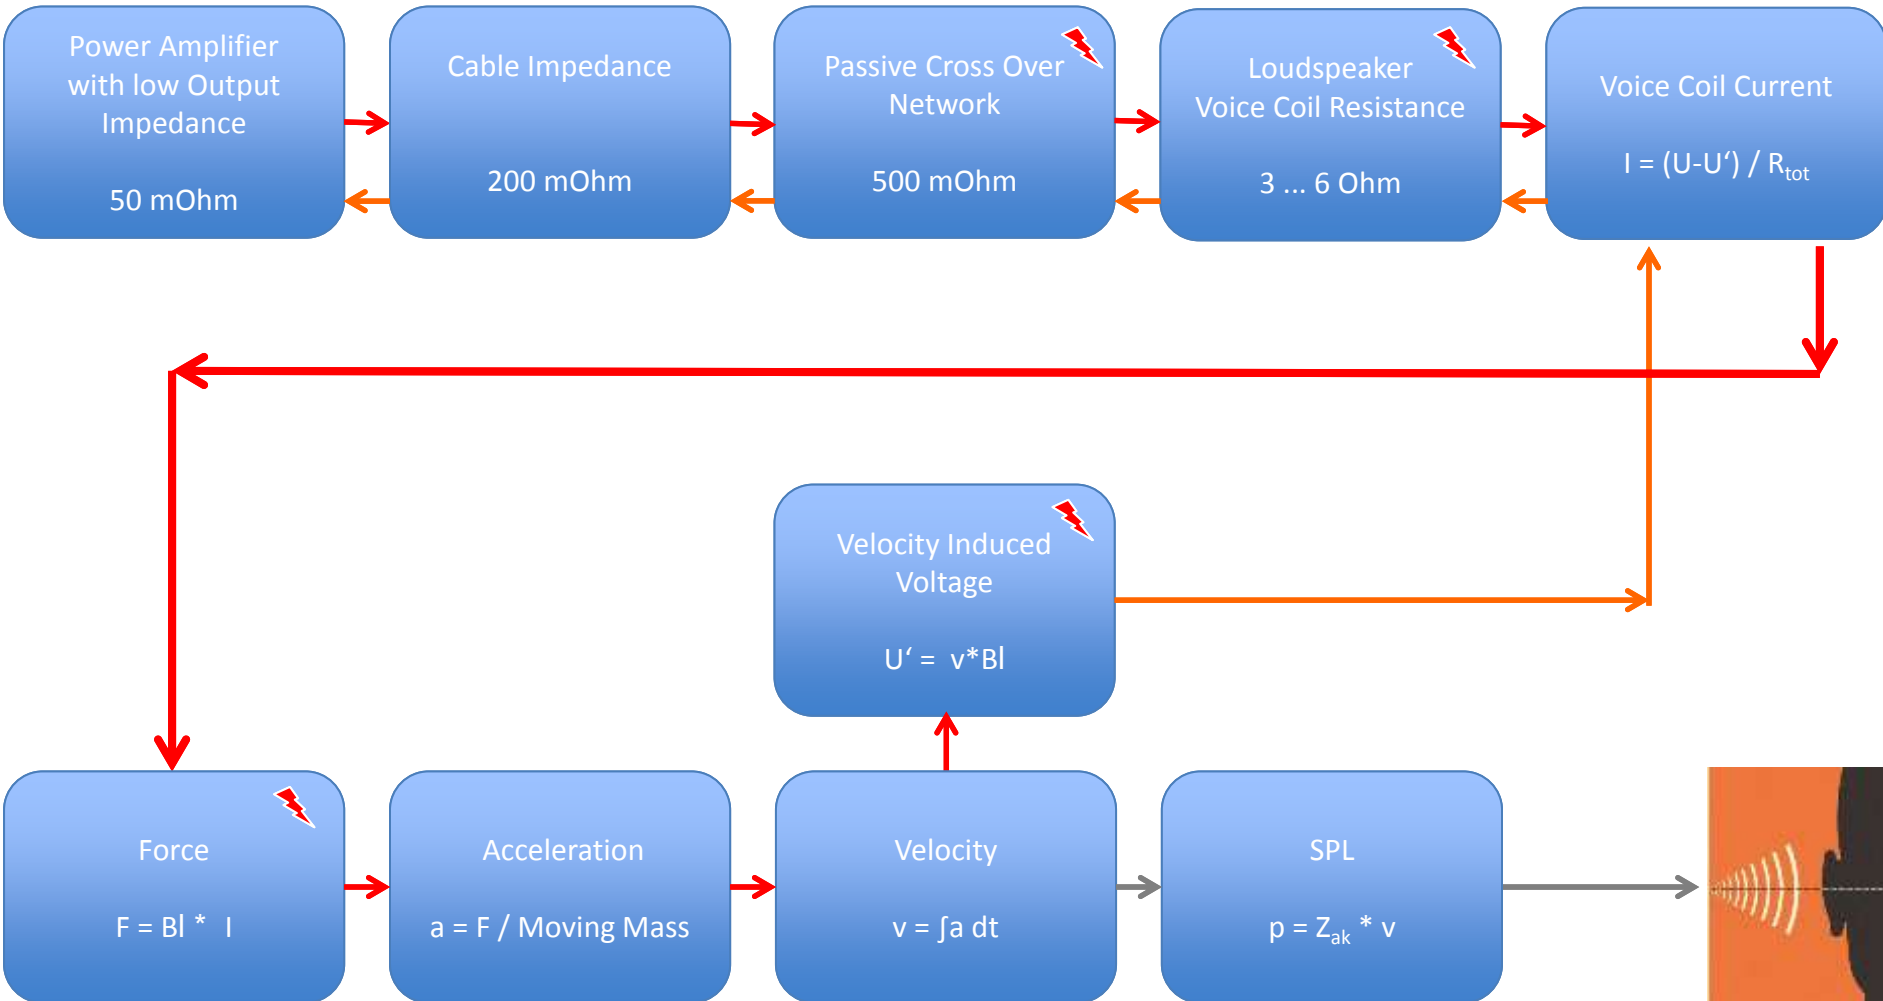 Power Amplifier
with low Output
Impedance
50 mOhm
Cable Impedance
200 mOhm
Passive Cross Over
Network
500 mOhm
Loudspeaker
Voice Coil Resistance
3 ... 6 Ohm
Voice Coil Current
I = (U-U‘) / Rtot
Velocity Induced
Voltage
U‘ = v*Bl
Force
F = Bl * I
Acceleration
a = F / Moving Mass
Velocity
v = ∫a dt
SPL
p = Zak * v